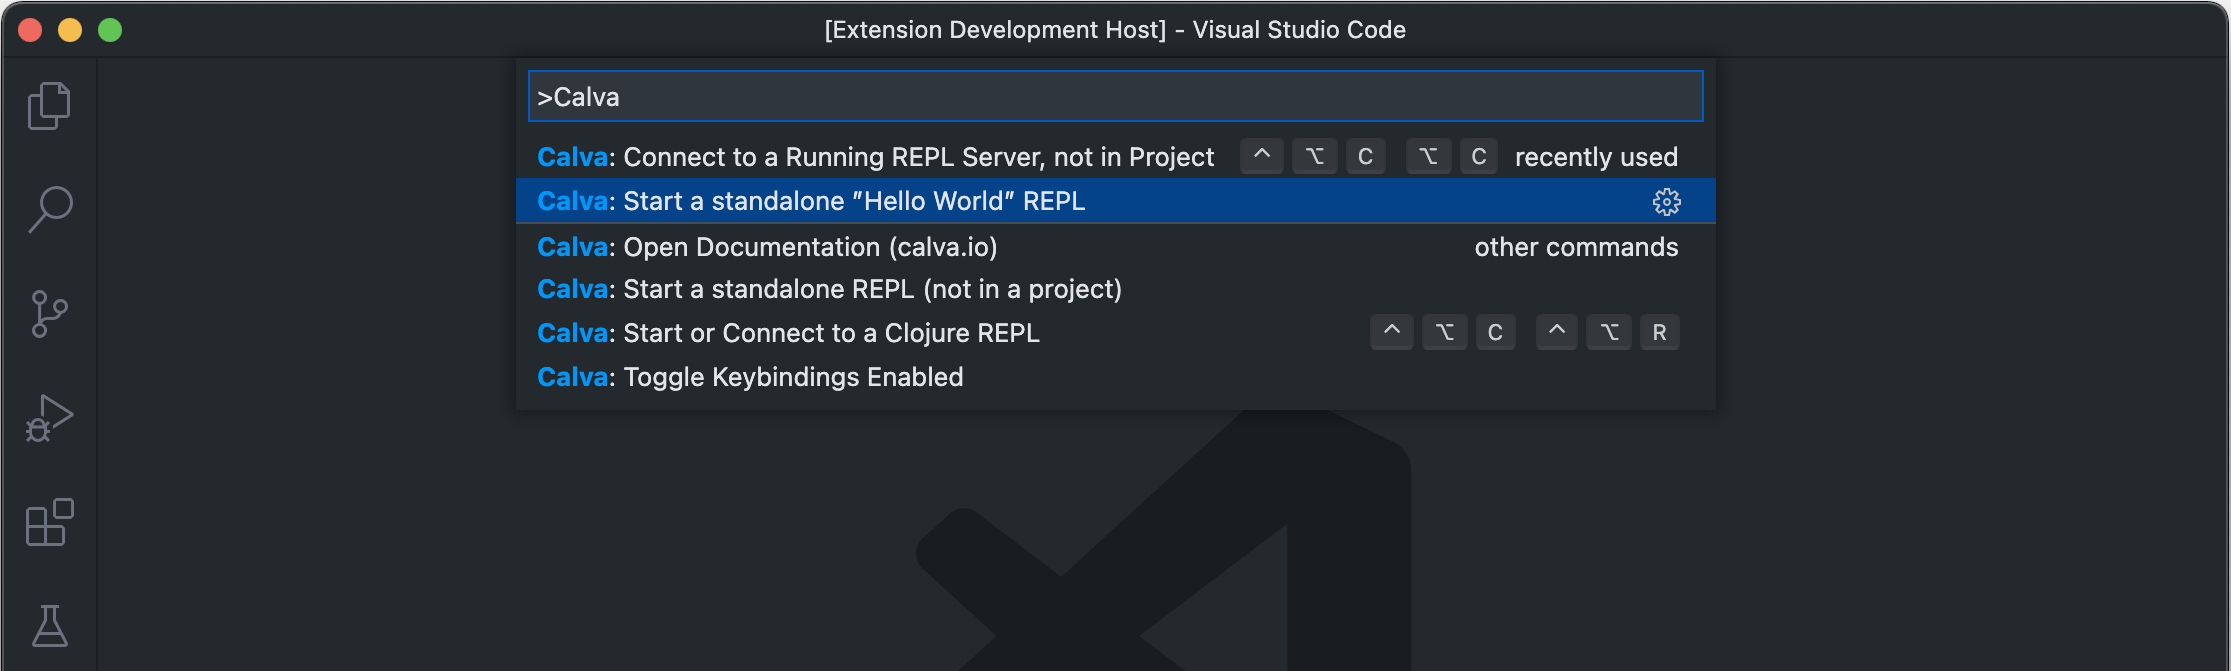 [Extension Development Host] - Visual Studio Code
>Calva
Calva: Connect to a Running REPL Server, not in Project ^ ⌥ C ⌥ C recently used
Calva: Start a standalone "Hello World" REPL
Calva: Open Documentation (calva.io) other commands
Calva: Start a standalone REPL (not in a project)
Calva: Start or Connect to a Clojure REPL ^ ⌥ C ^ ⌥ R
Calva: Toggle Keybindings Enabled